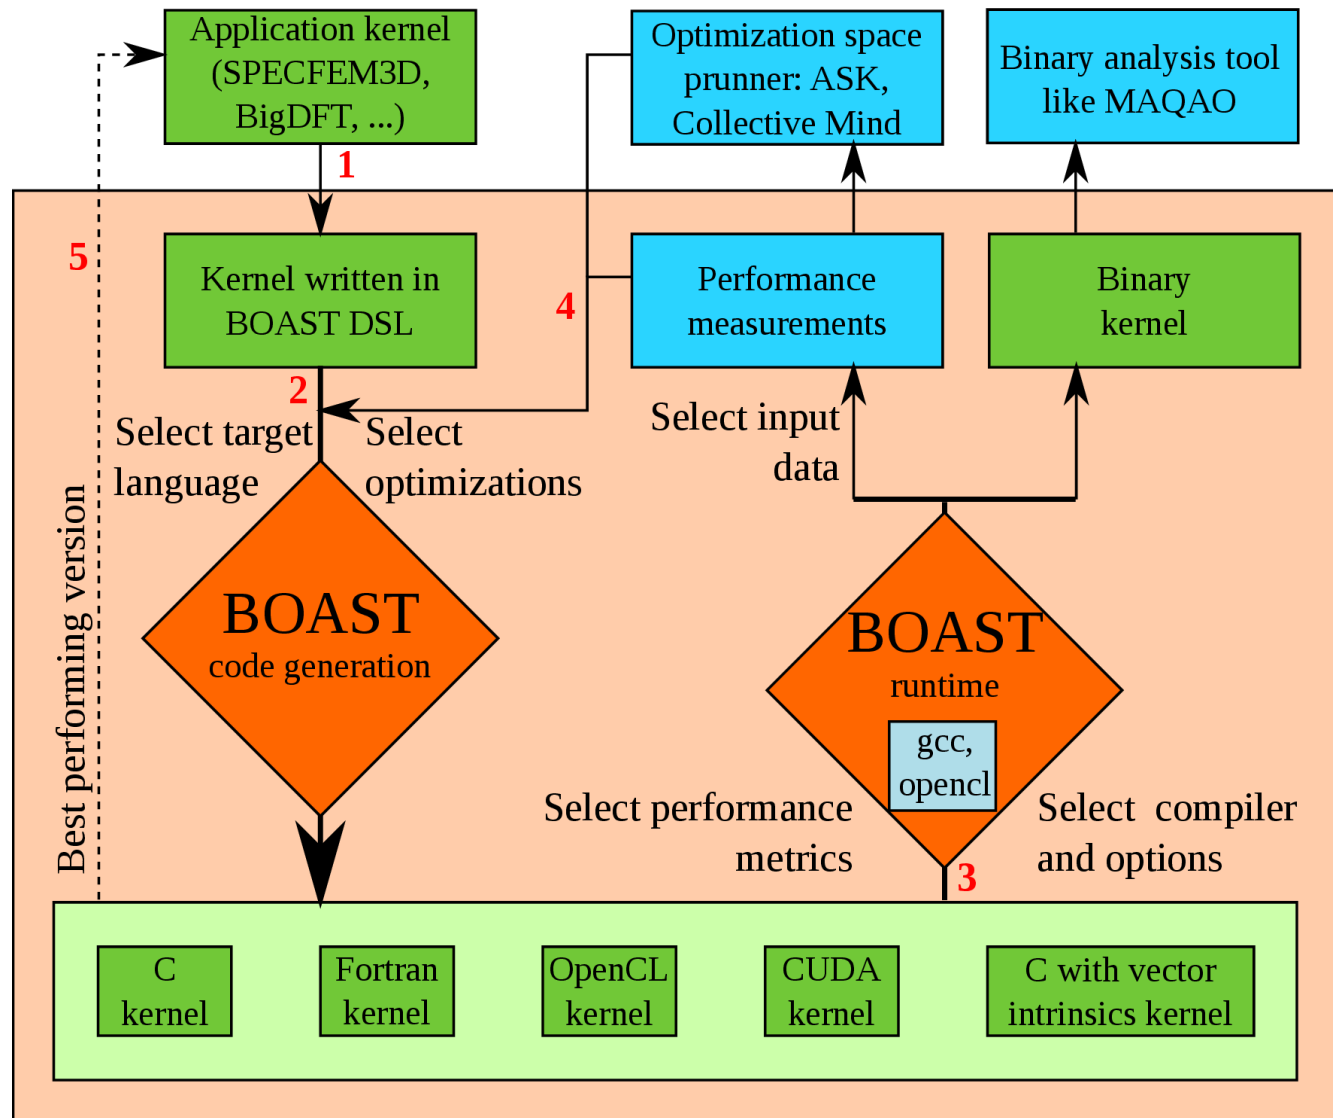 Application kernel
(SPECFEM3D,
BigDFT, ...)
Optimization space
prunner: ASK,
Collective Mind
Binary analysis tool
like MAQAO
1
5
Kernel written in
BOAST DSL
4
Performance
measurements
Binary
kernel
2
Select target
language
Select
optimizations
Select input
data
Best performing version
BOAST
code generation
BOAST
runtime
gcc,
opencl
Select performance
metrics
Select  compiler
and options
3
C
kernel
Fortran
kernel
OpenCL
kernel
CUDA
kernel
C with vector
intrinsics kernel